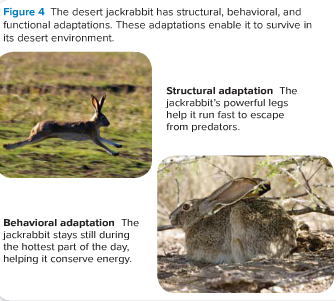 Figure 4 The desert jackrabbit has structural, behavioral, and
functional adaptations. These adaptations enable it to survive in
its desert environment.
Structural adaptation The
jackrabbit's powerful legs
help it run fast to escape
from predators.
Behavioral adaptation The
jackrabbit stays still during
the hottest part of the day,
helping it conserve energy.